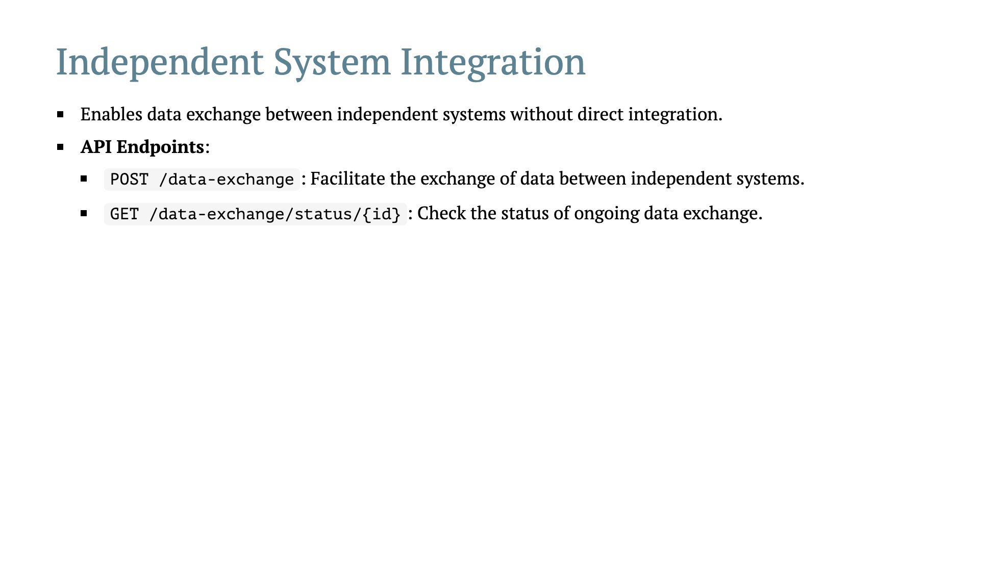 Independent System Integration
Enables data exchange between independent systems without direct integration.
API Endpoints:
POST /data-exchange : Facilitate the exchange of data between independent systems.
GET /data-exchange/status/{id} : Check the status of ongoing data exchange.